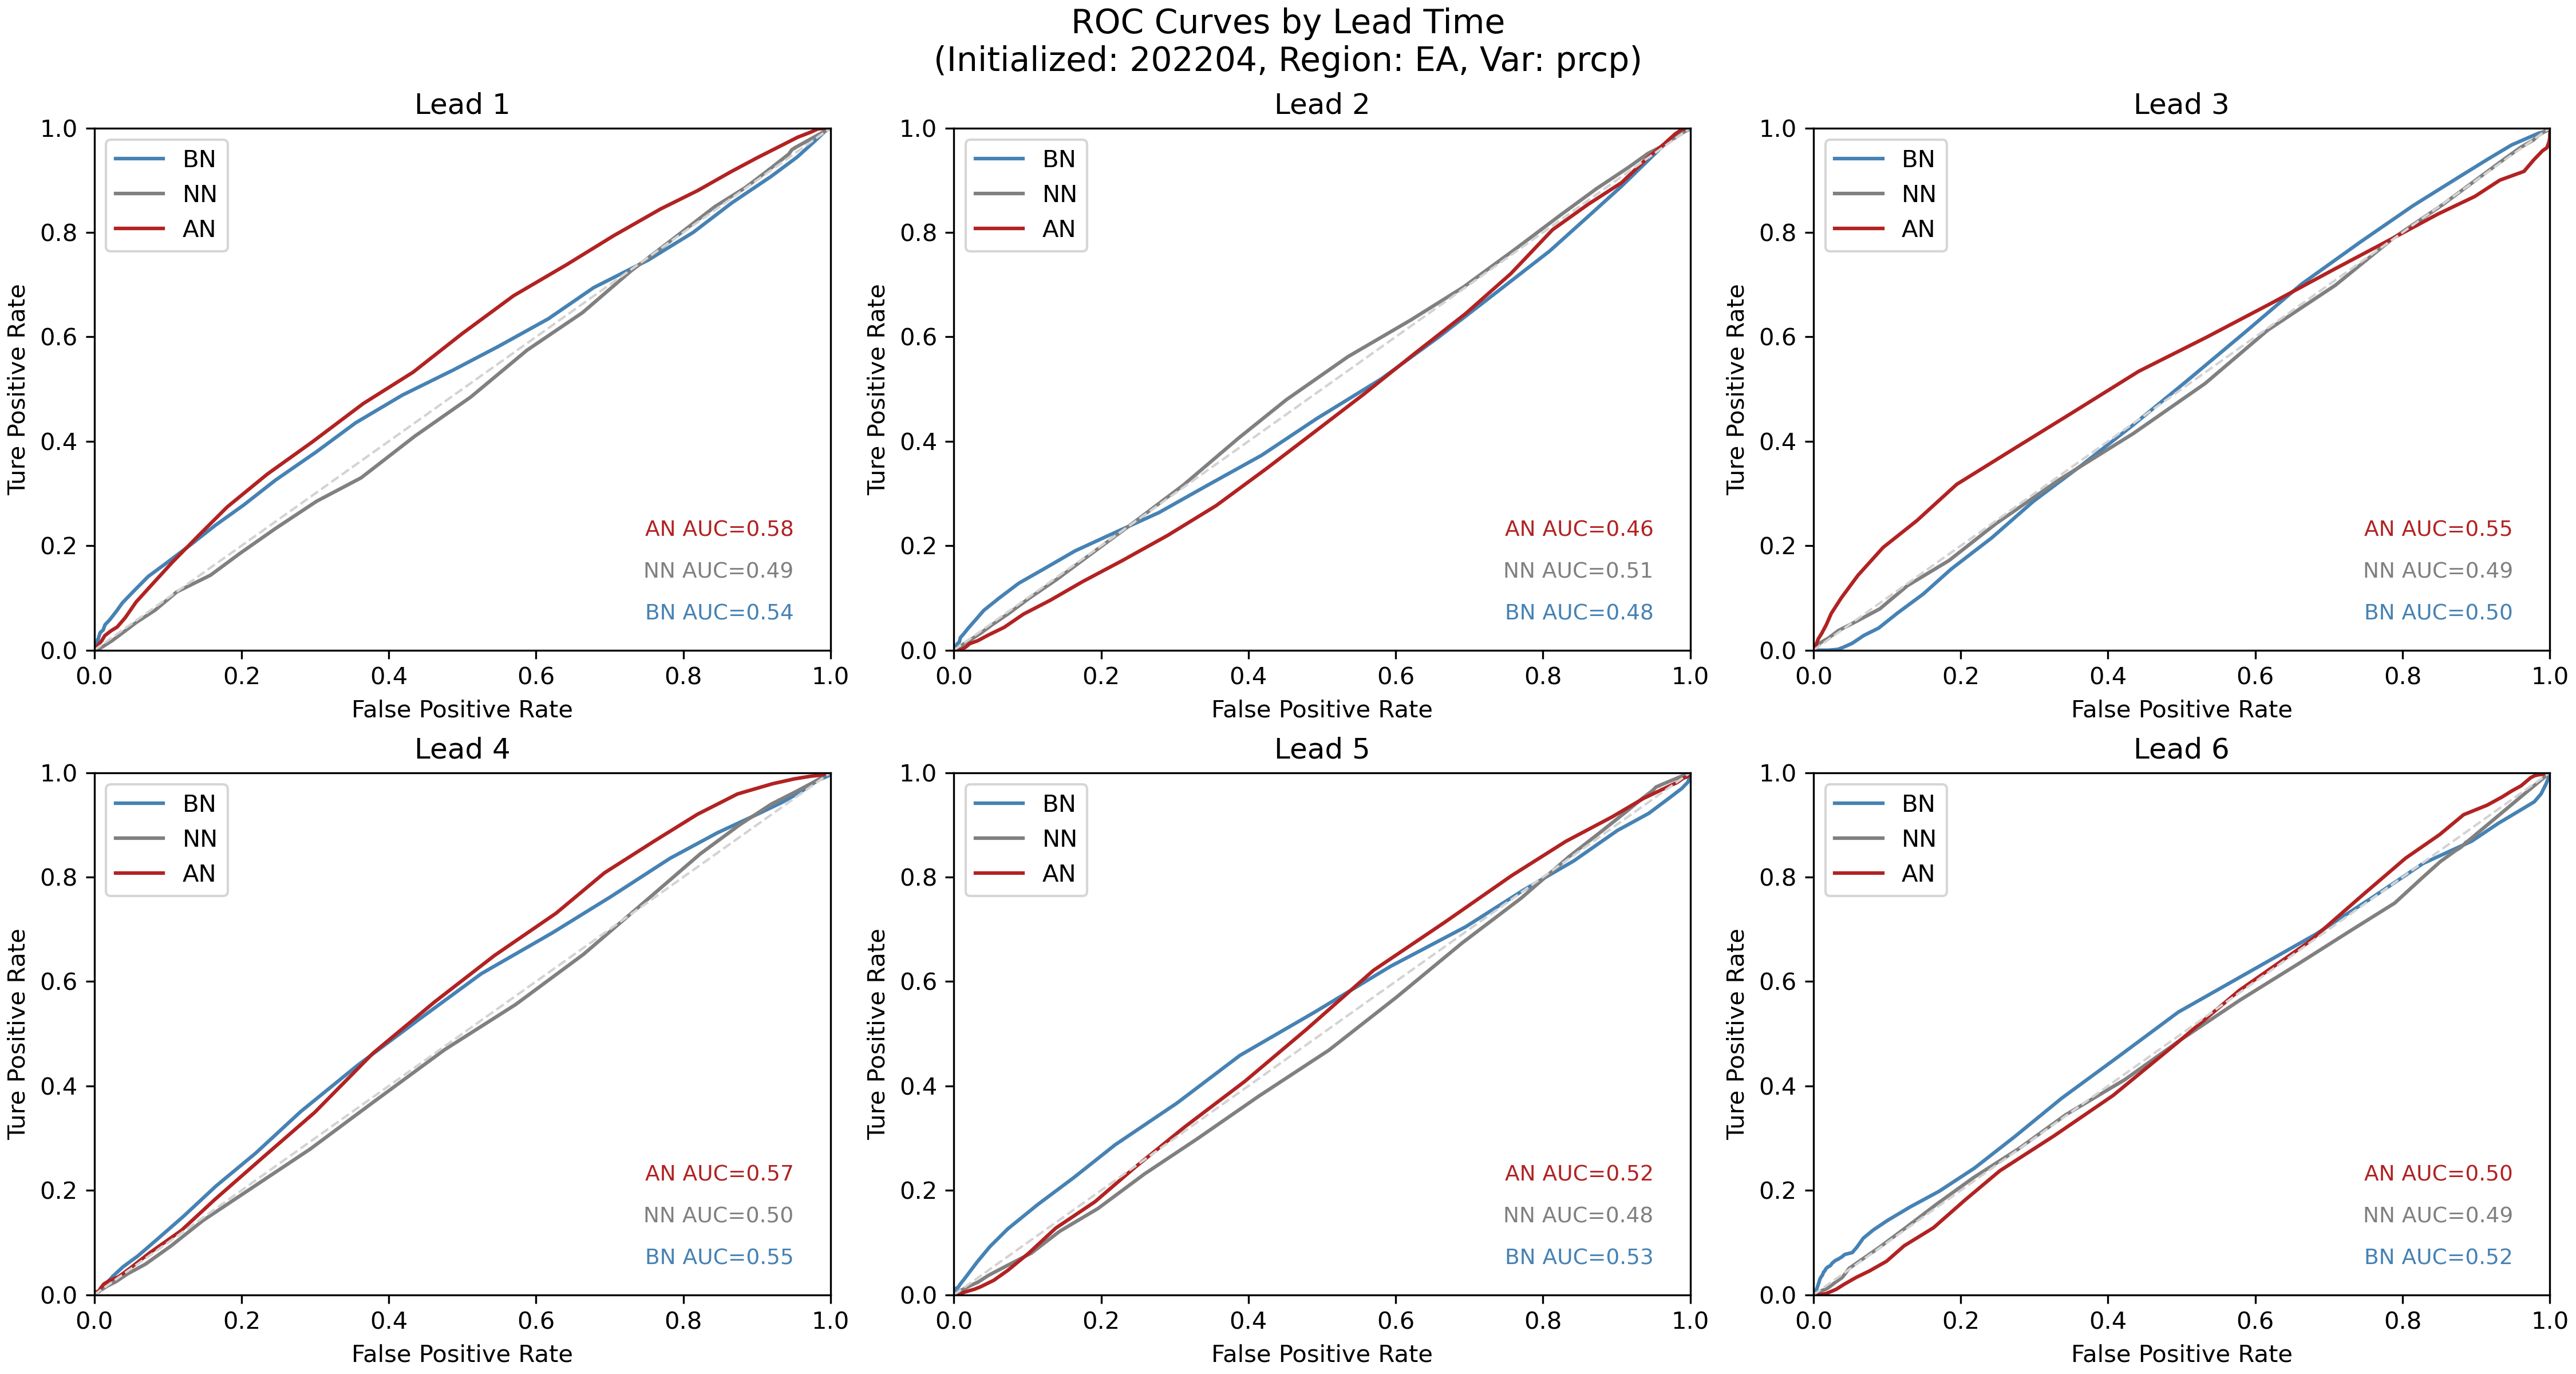 ROC Curves by Lead Time
(Initialized: 202204, Region: EA, Var: prcp)
Lead 1
1.0
0.8
0.6
0.4
0.2
0.0
Ture Positive Rate
BN
NN
AN
AN AUC=0.58
NN AUC=0.49
BN AUC=0.54
0.0 0.2 0.4 0.6 0.8 1.0
False Positive Rate
Lead 2
1.0
0.8
0.6
0.4
0.2
0.0
Ture Positive Rate
BN
NN
AN
AN AUC=0.46
NN AUC=0.51
BN AUC=0.48
0.0 0.2 0.4 0.6 0.8 1.0
False Positive Rate
Lead 3
1.0
0.8
0.6
0.4
0.2
0.0
Ture Positive Rate
BN
NN
AN
AN AUC=0.55
NN AUC=0.49
BN AUC=0.50
0.0 0.2 0.4 0.6 0.8 1.0
False Positive Rate
Lead 4
1.0
0.8
0.6
0.4
0.2
0.0
Ture Positive Rate
BN
NN
AN
AN AUC=0.57
NN AUC=0.50
BN AUC=0.55
0.0 0.2 0.4 0.6 0.8 1.0
False Positive Rate
Lead 5
1.0
0.8
0.6
0.4
0.2
0.0
Ture Positive Rate
BN
NN
AN
AN AUC=0.52
NN AUC=0.48
BN AUC=0.53
0.0 0.2 0.4 0.6 0.8 1.0
False Positive Rate
Lead 6
1.0
0.8
0.6
0.4
0.2
0.0
Ture Positive Rate
BN
NN
AN
AN AUC=0.50
NN AUC=0.49
BN AUC=0.52
0.0 0.2 0.4 0.6 0.8 1.0
False Positive Rate